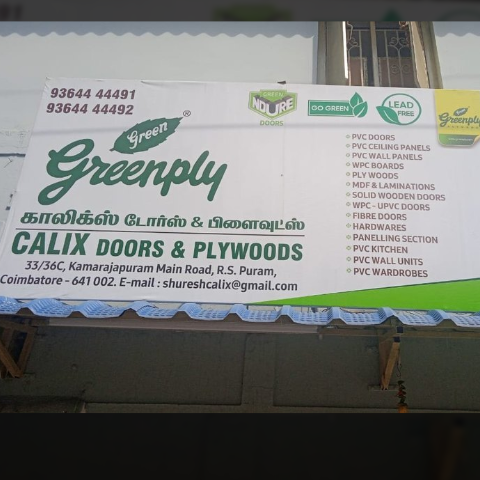 93644 44491
93644 44492
Green
Greenply
®
காலிக்ஸ் டோர்ஸ் & பிளைவுட்ஸ்
CALIX DOORS & PLYWOODS
33/36C, Kamarajapuram Main Road, R.S. Puram,
Coimbatore - 641 002. E-mail : shureshcalix@gmail.com
GREEN
NDURE
DOORS
GO GREEN
LEAD
FREE
Green
Greenply
PVC DOORS
PVC CEILING PANELS
PVC WALL PANELS
WPC BOARDS
PLY WOODS
MDF & LAMINATIONS
SOLID WOODEN DOORS
WPC - UPVC DOORS
FIBRE DOORS
HARDWARES
PANELLING SECTION
PVC KITCHEN
PVC WALL UNITS
PVC WARDROBES